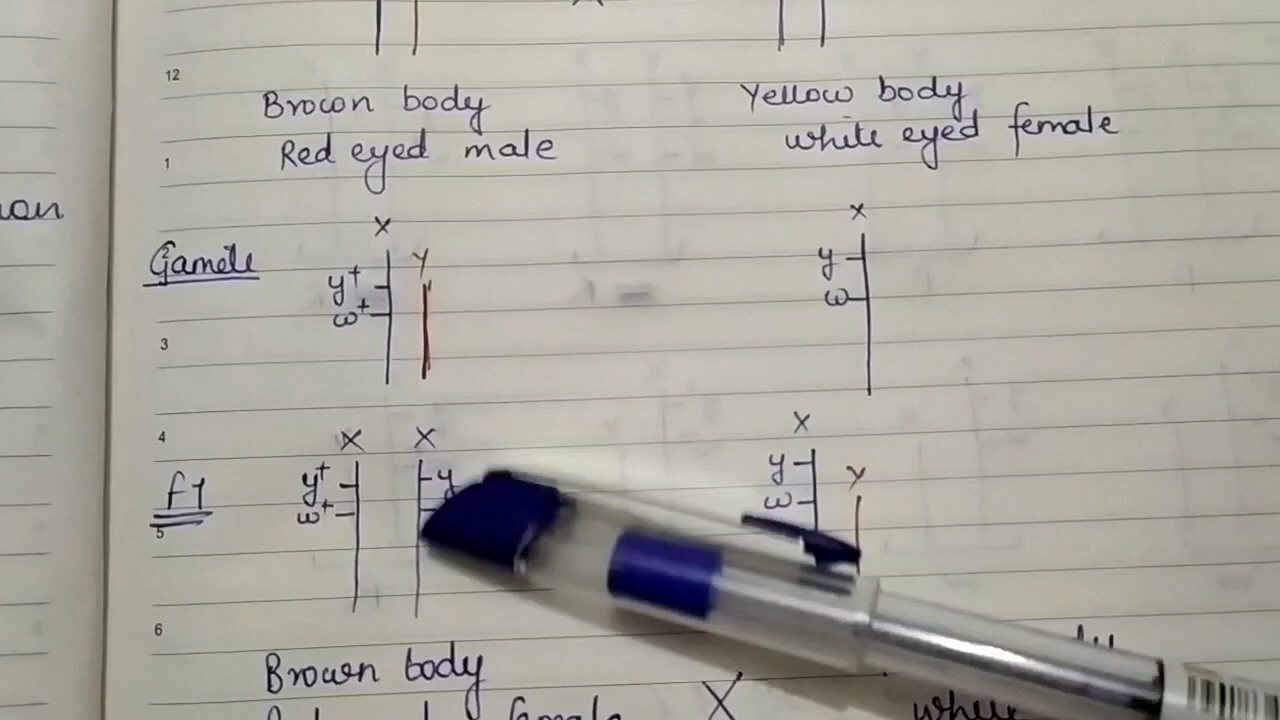 12
Brown body
Red eyed male
Yellow body
white eyed female
1
Gamete
X
Y
y+
w+
X
y
w
3
4
F1
X X
y+ y
w+
X
Y
y
w
5
6
Brown body
female
X